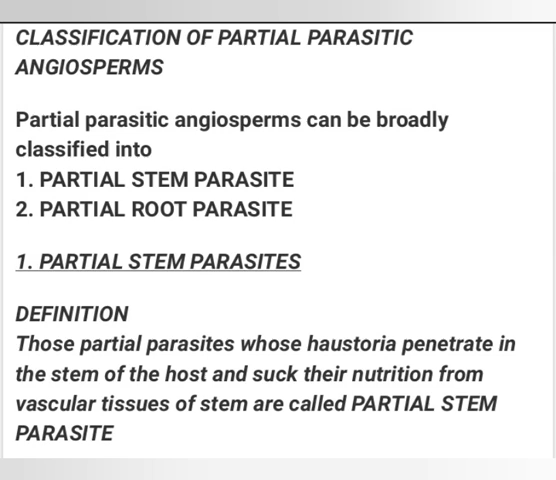 CLASSIFICATION OF PARTIAL PARASITIC
ANGIOSPERMS
Partial parasitic angiosperms can be broadly
classified into
1. PARTIAL STEM PARASITE
2. PARTIAL ROOT PARASITE
1. PARTIAL STEM PARASITES
DEFINITION
Those partial parasites whose haustoria penetrate in
the stem of the host and suck their nutrition from
vascular tissues of stem are called PARTIAL STEM
PARASITE